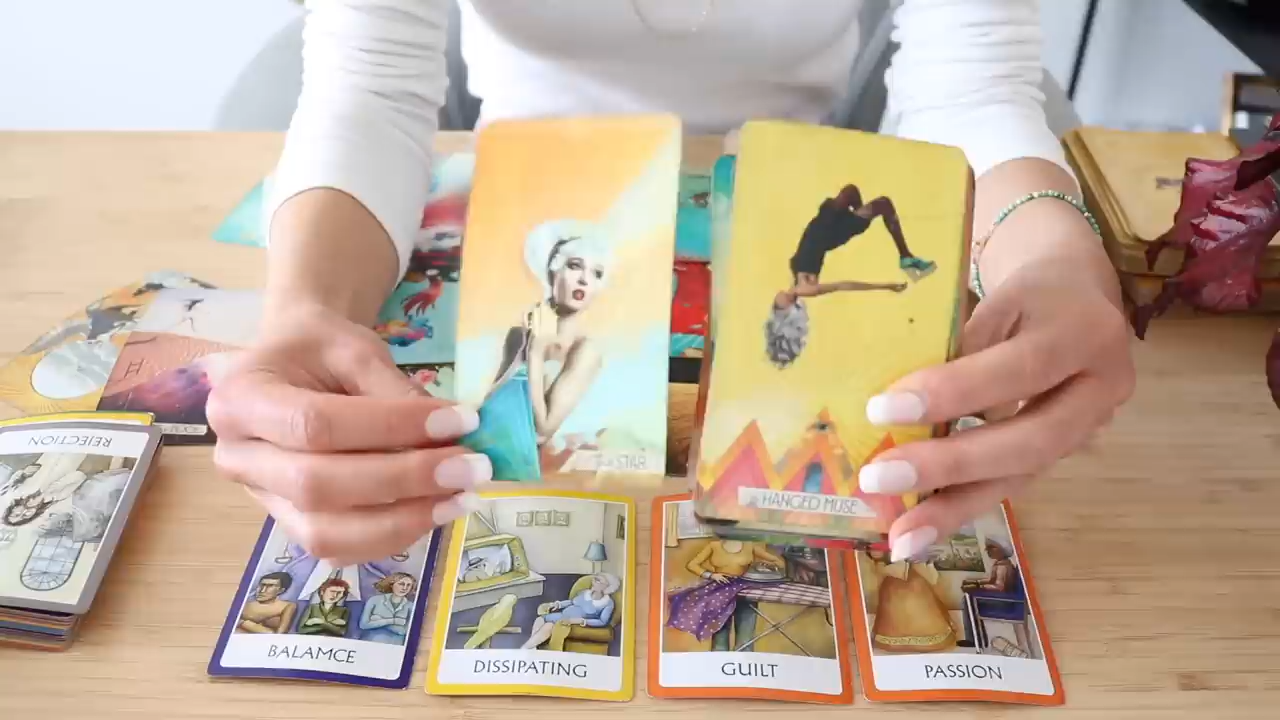 THE STAR
HANGED MUSE
REJECTION
BALAMCE
DISSIPATING
GUILT
PASSION